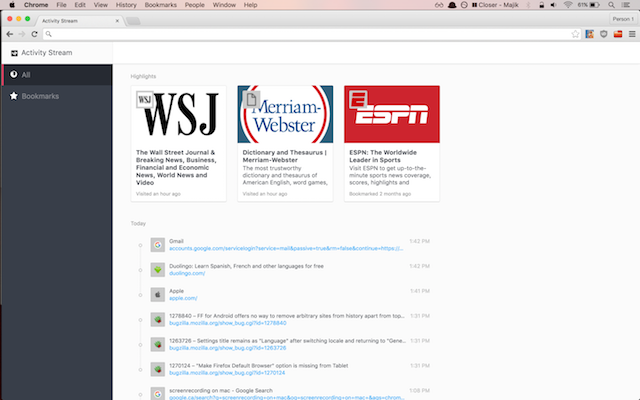 Chrome File Edit View History Bookmarks People Window Help
Closer - Majik
61%
Activity Stream
Person 1
Activity Stream
All
Bookmarks
Highlights
WSJ
WSJ
Merriam-
Webster
ESPN
The Wall Street Journal &
Breaking News, Business,
Financial and Economic
News, World News and
Video
Visited an hour ago
Dictionary and Thesaurus |
Merriam-Webster
The most trustworthy
dictionary and thesaurus of
American English, word games,
Visited an hour ago
ESPN: The Worldwide
Leader in Sports
Visit ESPN to get up-to-the-
minute sports news coverage,
scores, highlights and
Bookmarked 2 months ago
Today
Gmail 1:42 PM
accounts.google.com/servicelogin?service=mail&passive=true&rm=false&continue=https://...
Duolingo: Learn Spanish, French and other languages for free 1:42 PM
duolingo.com/
Apple 1:41 PM
apple.com/
1278840 - FF for Android offers no way to remove arbitrary sites from history apart from top... 1:31 PM
bugzilla.mozilla.org/show_bug.cgi?id=1278840
1263726 - Settings title remains as "Language" after switching locale and returning to "Gene... 1:31 PM
bugzilla.mozilla.org/show_bug.cgi?id=1263726
1270124 - "Make Firefox Default Browser" option is missing from Tablet 1:31 PM
bugzilla.mozilla.org/show_bug.cgi?id=1270124
screenrecording on mac - Google Search 1:08 PM
google.ca/search?q=screenrecording+on+mac&oq=screenrecording+on+mac+&aqs=chrom...